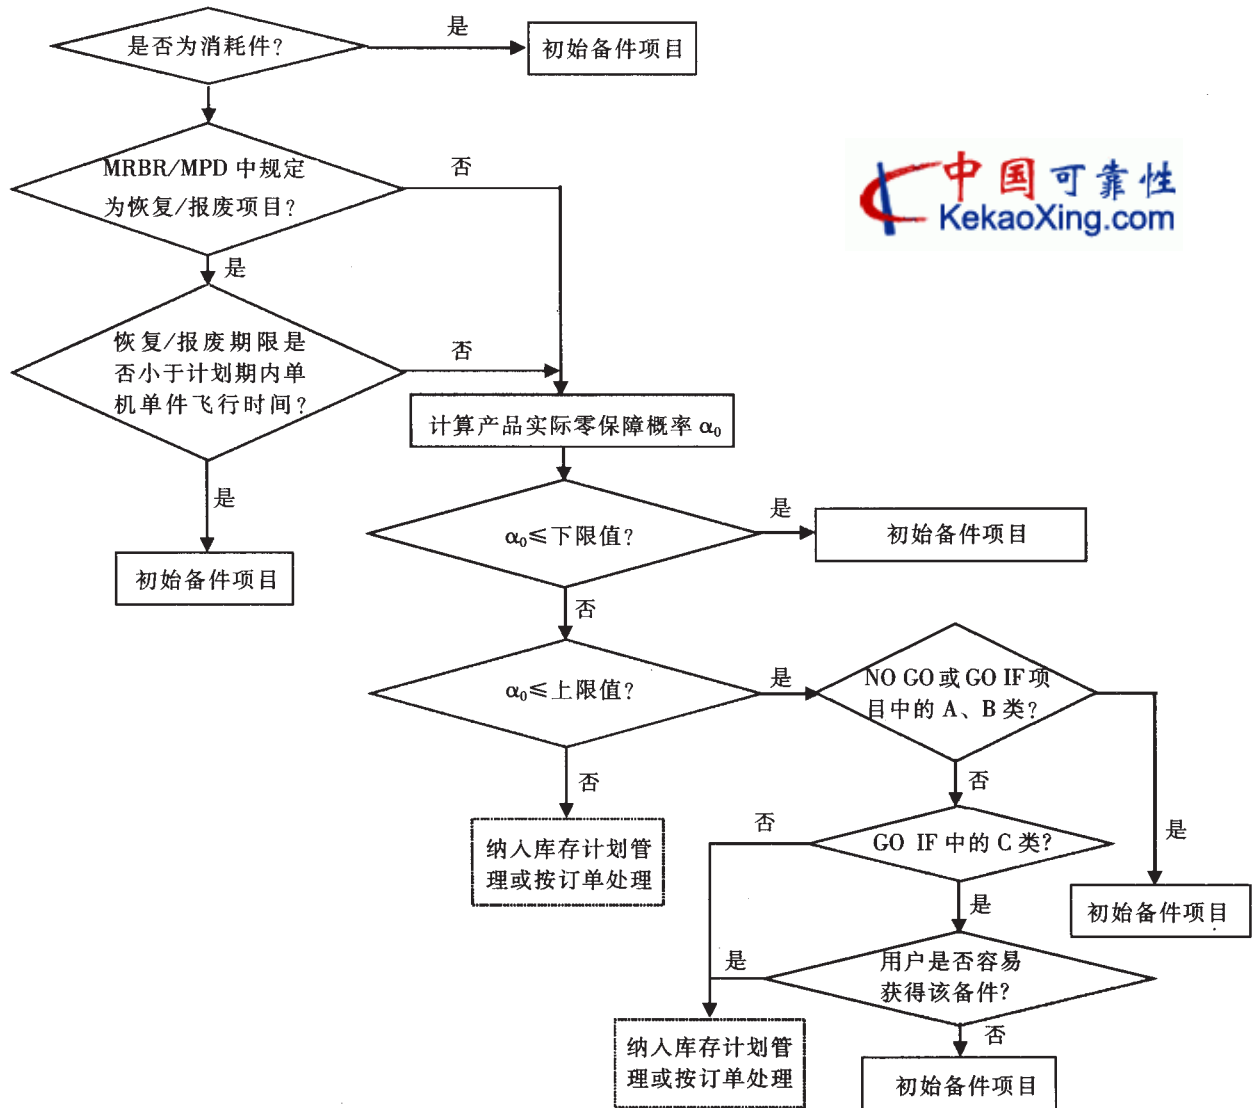 是否为消耗件?
是
初始备件项目
MRBR/MPD 中规定
为恢复/报废项目?
否
是
中国可靠性
KekaoXing.com
恢复/报废期限是
否小于计划期内单
机单件飞行时间?
否
是
初始备件项目
计算产品实际零保障概率 α₀
α₀≤下限值?
是
初始备件项目
否
α₀≤上限值?
是
NO GO 或 GO IF 项
目中的 A、B 类?
否
纳入库存计划管
理或按订单处理
否
是
初始备件项目
GO IF 中的 C 类?
否
是
用户是否容易
获得该备件?
是
纳入库存计划管
理或按订单处理
否
初始备件项目